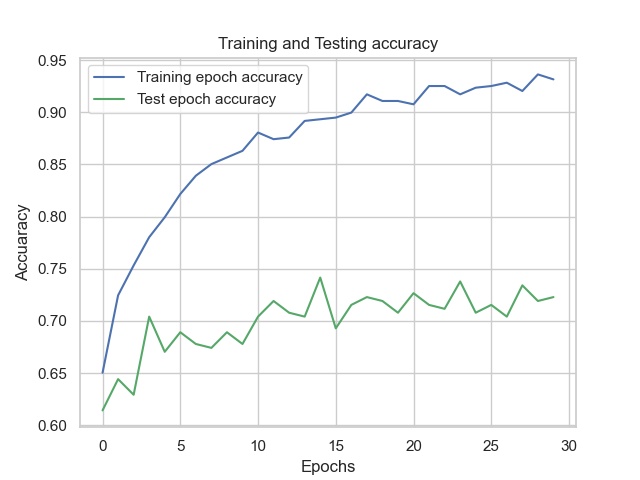 Training and Testing accuracy
Training epoch accuracy
Test epoch accuracy
Accuaracy
0.95
0.90
0.85
0.80
0.75
0.70
0.65
0.60
0 5 10 15 20 25 30
Epochs